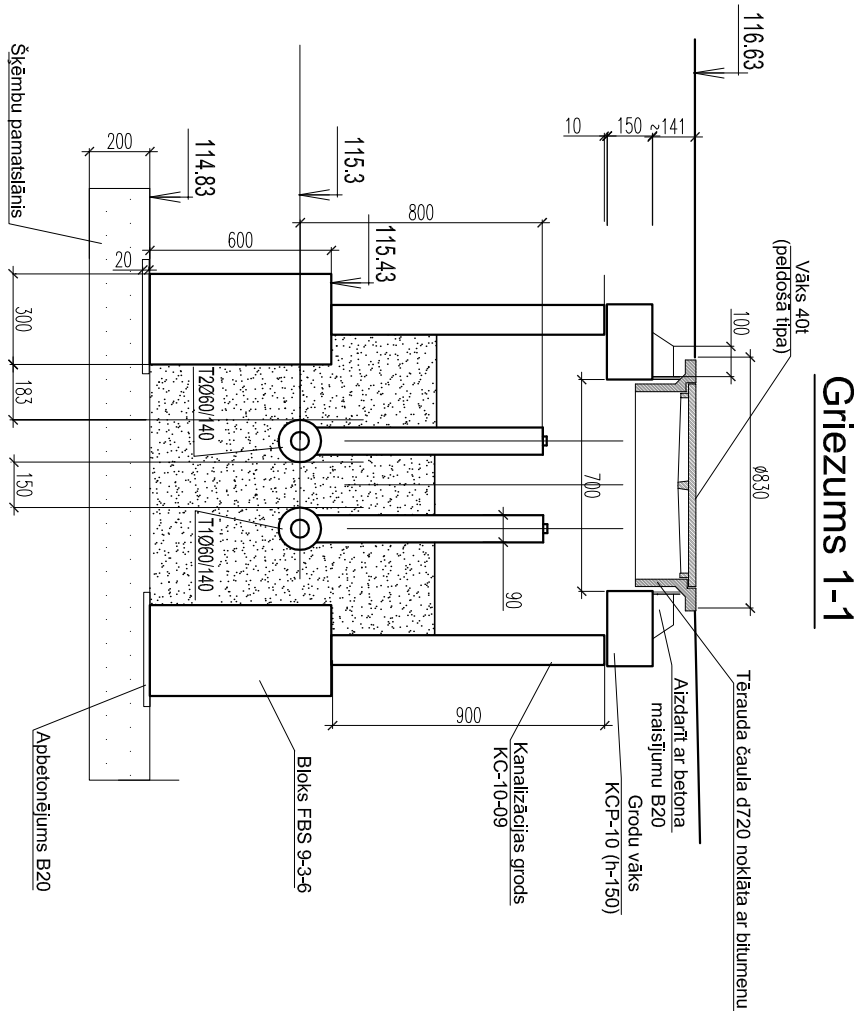 Griezums 1-1
116.63
10
150
~141
Vāks 40t
(peldošā tipa)
100
ø830
115.3
800
114.83
115.43
200
600
20
Šķēmbu pamatslānis
300
183
150
T2Ø60/140
T1Ø60/140
700
90
900
Tērauda čaula d720 noklāta ar bitumenu
Aizdarīt ar betona
maisījumu B20
Grodu vāks
KCP-10 (h-150)
Kanalizācijas grods
KC-10-09
Bloks FBS 9-3-6
Apbetonējums B20